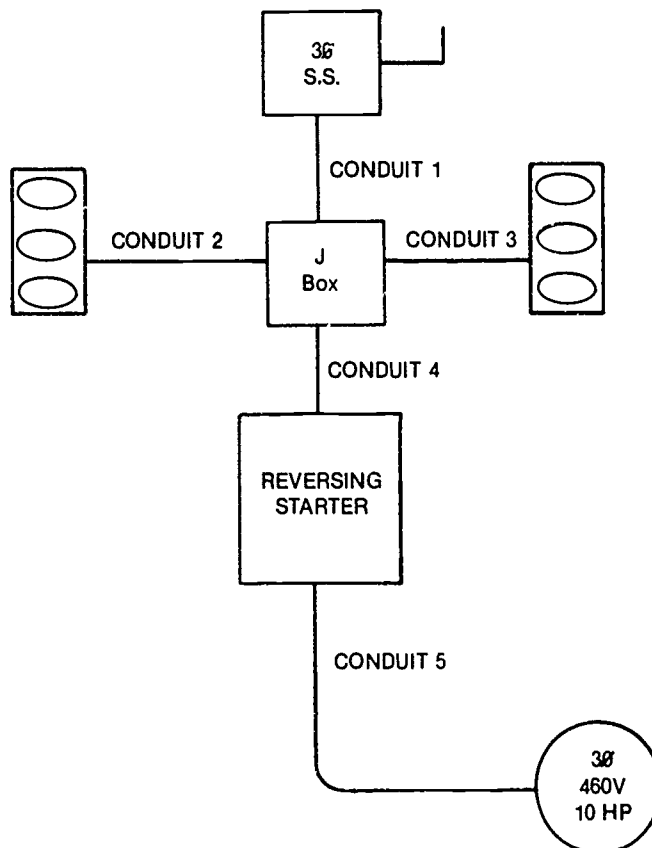 3Ø
S.S.
CONDUIT 1
CONDUIT 2
J
Box
CONDUIT 3
CONDUIT 4
REVERSING
STARTER
CONDUIT 5
3Ø
460V
10 HP